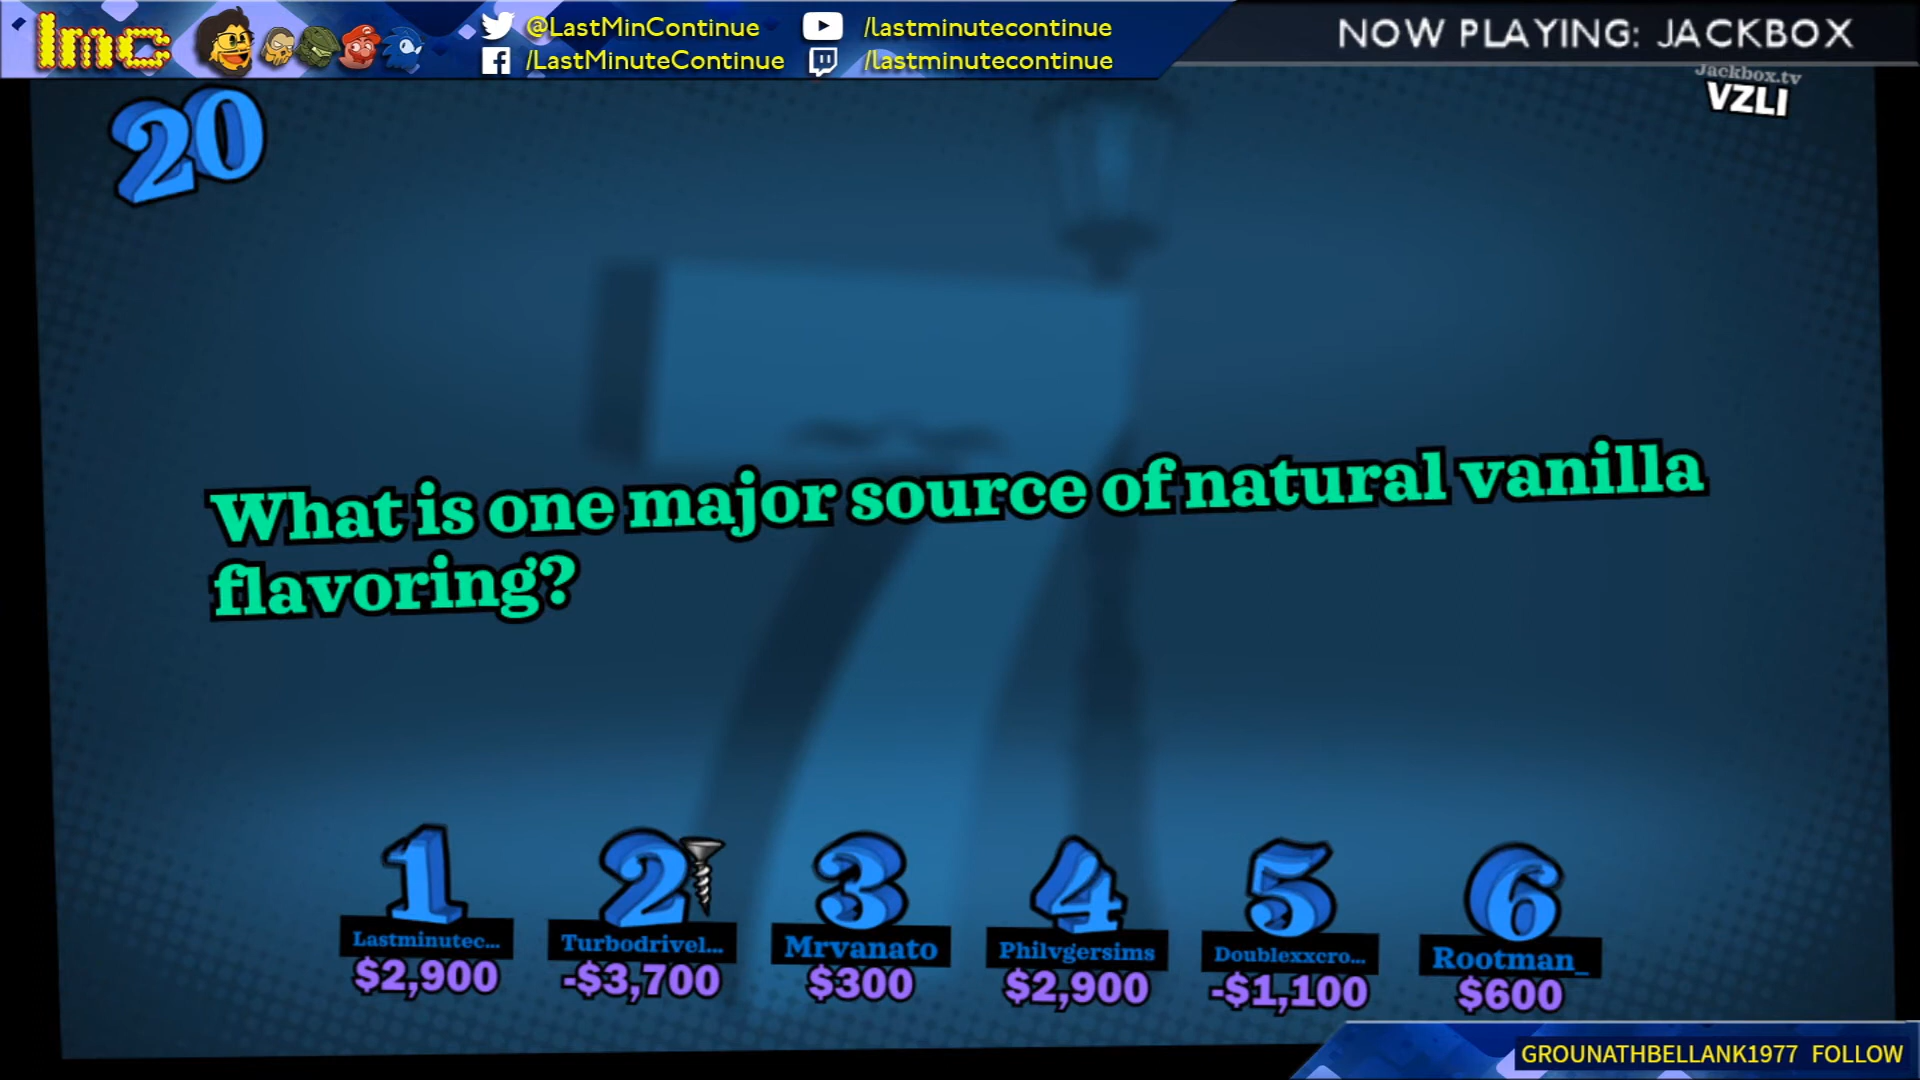 lmc
@LastMinContinue
/lastminutecontinue
/LastMinuteContinue
/lastminutecontinue
NOW PLAYING: JACKBOX
Jackbox.tv
VZLI
20
What is one major source of natural vanilla
flavoring?
1
2
3
4
5
6
Lastminutec...
Turbodrivel...
Mrvanato
Philvgersims
Doublexxcro...
Rootman_
$2,900
-$3,700
$300
$2,900
-$1,100
$600
GROUNATHBELLANK1977 FOLLOW